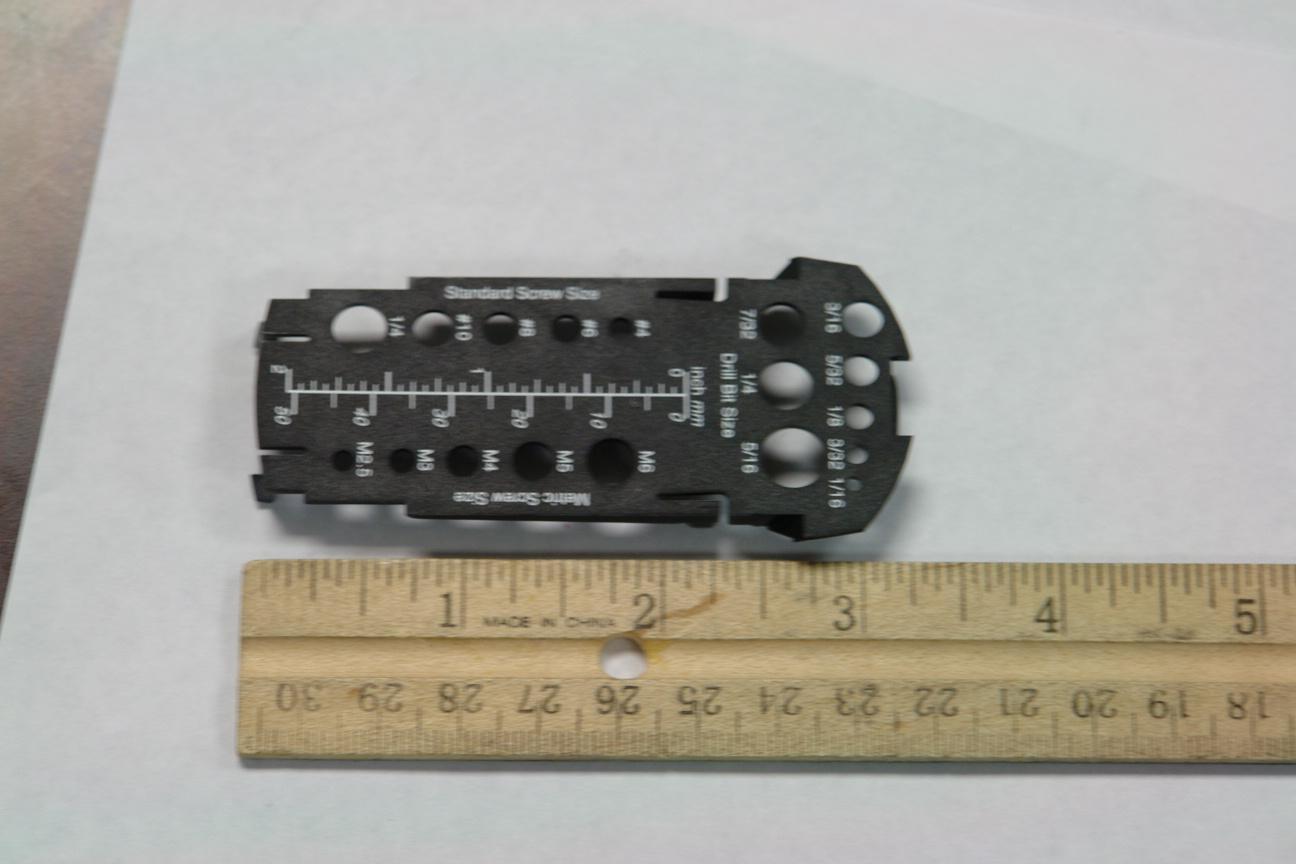 Standard Screw Size
1/4 #10 #8 #6 #4
2 1 0
inch mm
50 40 30 20 10 0
M2.5 M3 M4 M5 M6
Metric Screw Size
Drill Bit Size
7/32 1/4 5/16
3/16 5/32 1/8 3/32 1/16
1 2 3 4 5
MADE IN CHINA
30 29 28 27 26 25 24 23 22 21 20 19 18